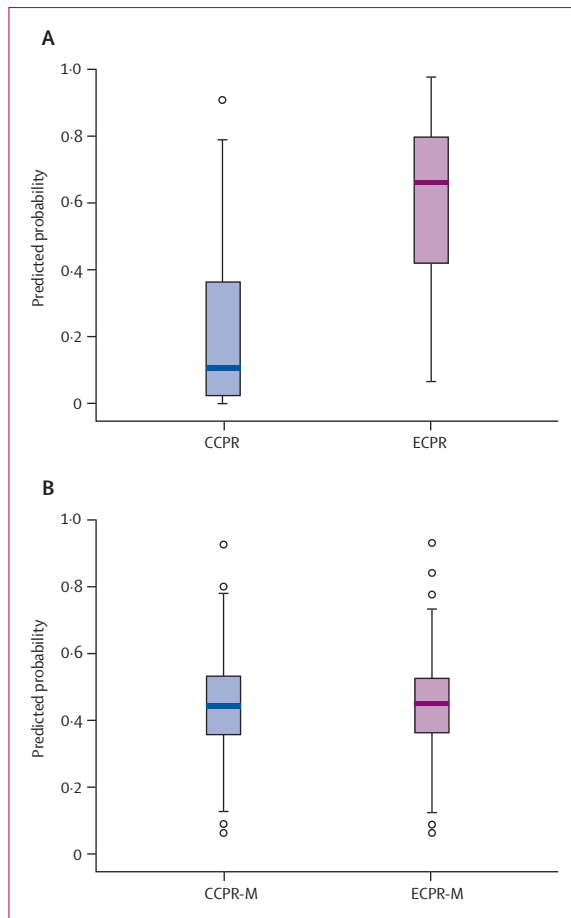 A
1·0
0·8
0·6
0·4
0·2
0
Predicted probability
CCPR
ECPR
B
1·0
0·8
0·6
0·4
0·2
0
Predicted probability
CCPR-M
ECPR-M